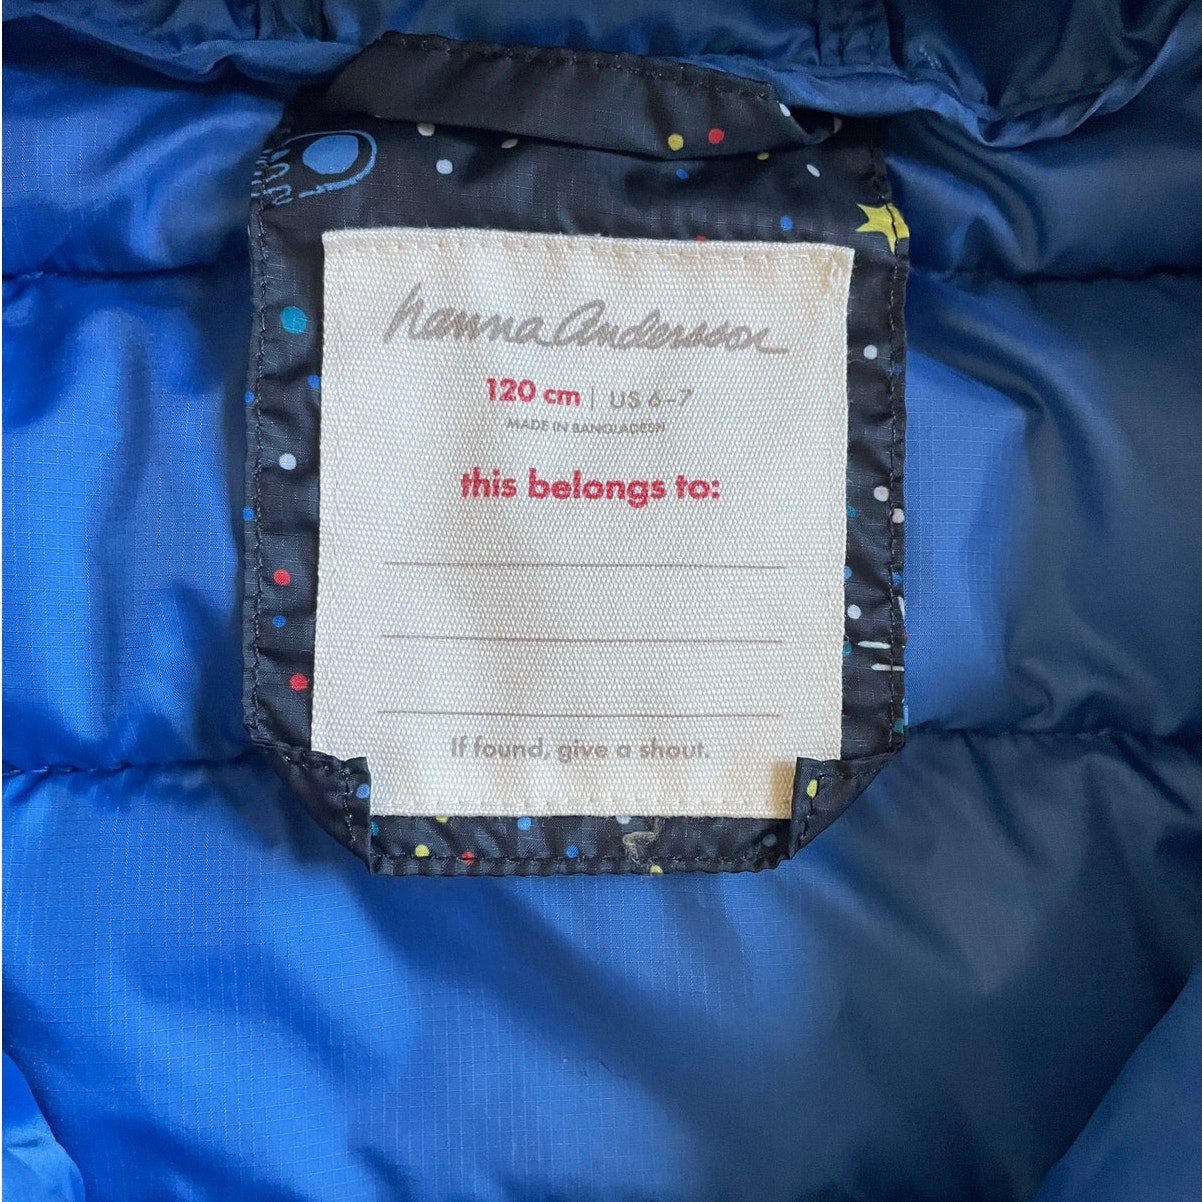 hanna Andersson
120 cm | US 6–7
MADE IN BANGLADESH
this belongs to:
If found, give a shout.